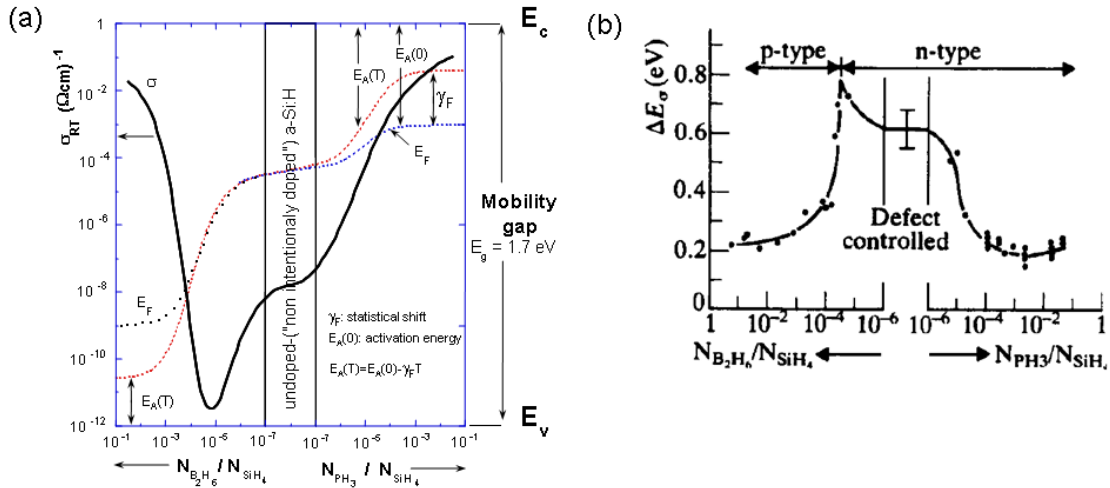 (a)
σ_RT (Ωcm)⁻¹
1
10⁻²
10⁻⁴
10⁻⁶
10⁻⁸
10⁻¹⁰
10⁻¹²
σ
E_F
E_A(T)
undoped-("non intentionaly doped") a-Si:H
E_A(T)
E_A(0)
γ_F
E_F
γ_F: statistical shift
E_A(0): activation energy
E_A(T)=E_A(0)-γ_F T
E_c
Mobility
gap
E_g = 1.7 eV
E_v
10⁻¹ 10⁻³ 10⁻⁵ 10⁻⁷ 10⁻⁷ 10⁻⁵ 10⁻³ 10⁻¹
N_B₂H₆ / N_SiH₄ N_PH₃ / N_SiH₄
(b)
p-type n-type
ΔE_σ (eV)
0.8
0.6
0.4
0.2
0
Defect
controlled
1 10⁻² 10⁻⁴ 10⁻⁶ 10⁻⁶ 10⁻⁴ 10⁻² 1
N_B₂H₆/N_SiH₄ N_PH3/N_SiH₄